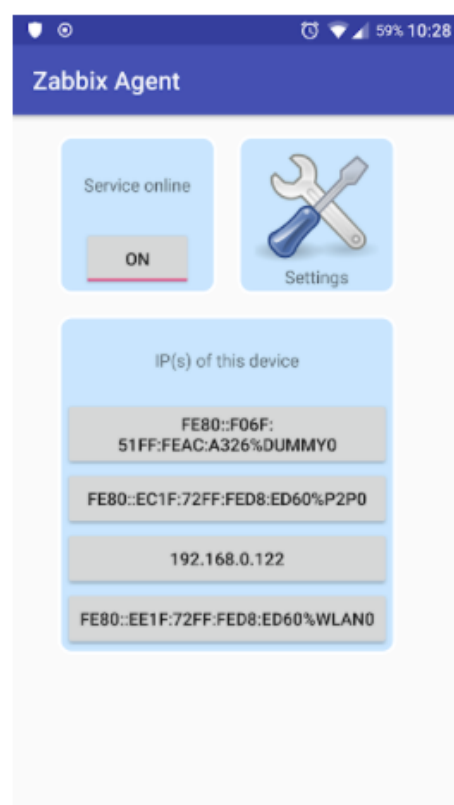 59% 10:28
Zabbix Agent
Service online
ON
Settings
IP(s) of this device
FE80::F06F:
51FF:FEAC:A326%DUMMY0
FE80::EC1F:72FF:FED8:ED60%P2P0
192.168.0.122
FE80::EE1F:72FF:FED8:ED60%WLAN0